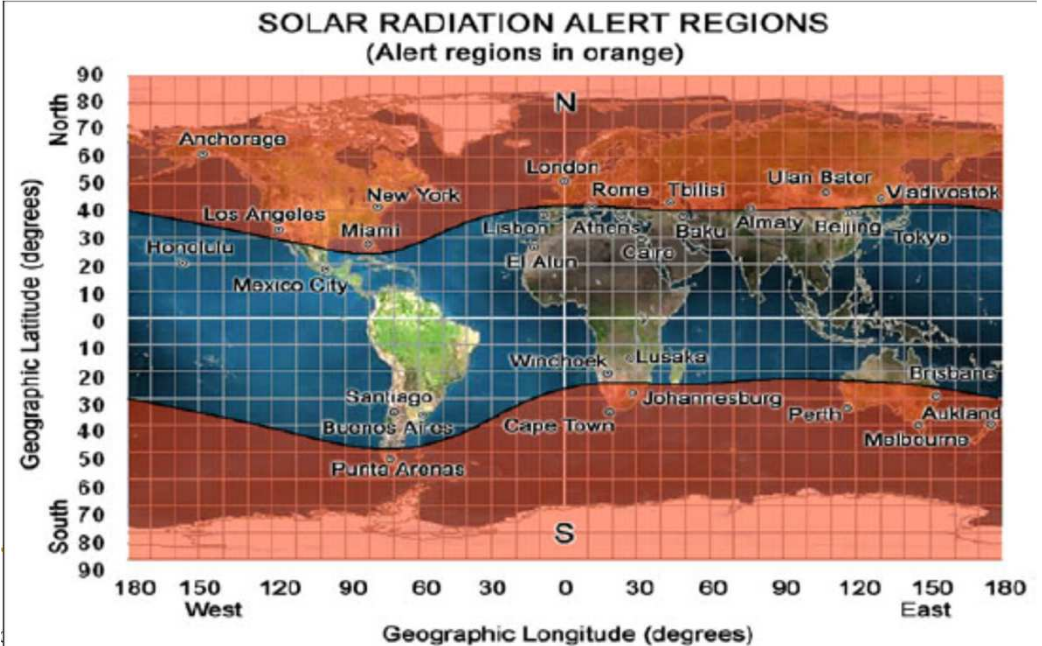 SOLAR RADIATION ALERT REGIONS
(Alert regions in orange)
90
80
70
60
50
40
30
20
10
0
10
20
30
40
50
60
70
80
90
North
Geographic Latitude (degrees)
South
N
Anchorage
London
New York
Rome
Tbilisi
Ulan Bator
Vladivostok
Los Angeles
Miami
Lisbon
Athens
Baku
Almaty
Beijing
Tokyo
Honolulu
El Aiun
Cairo
Mexico City
Winchoek
Lusaka
Brisbane
Santiago
Johannesburg
Perth
Aukland
Buenos Aires
Cape Town
Melbourne
Punta Arenas
S
180 150 120 90 60 30 0 30 60 90 120 150 180
West East
Geographic Longitude (degrees)